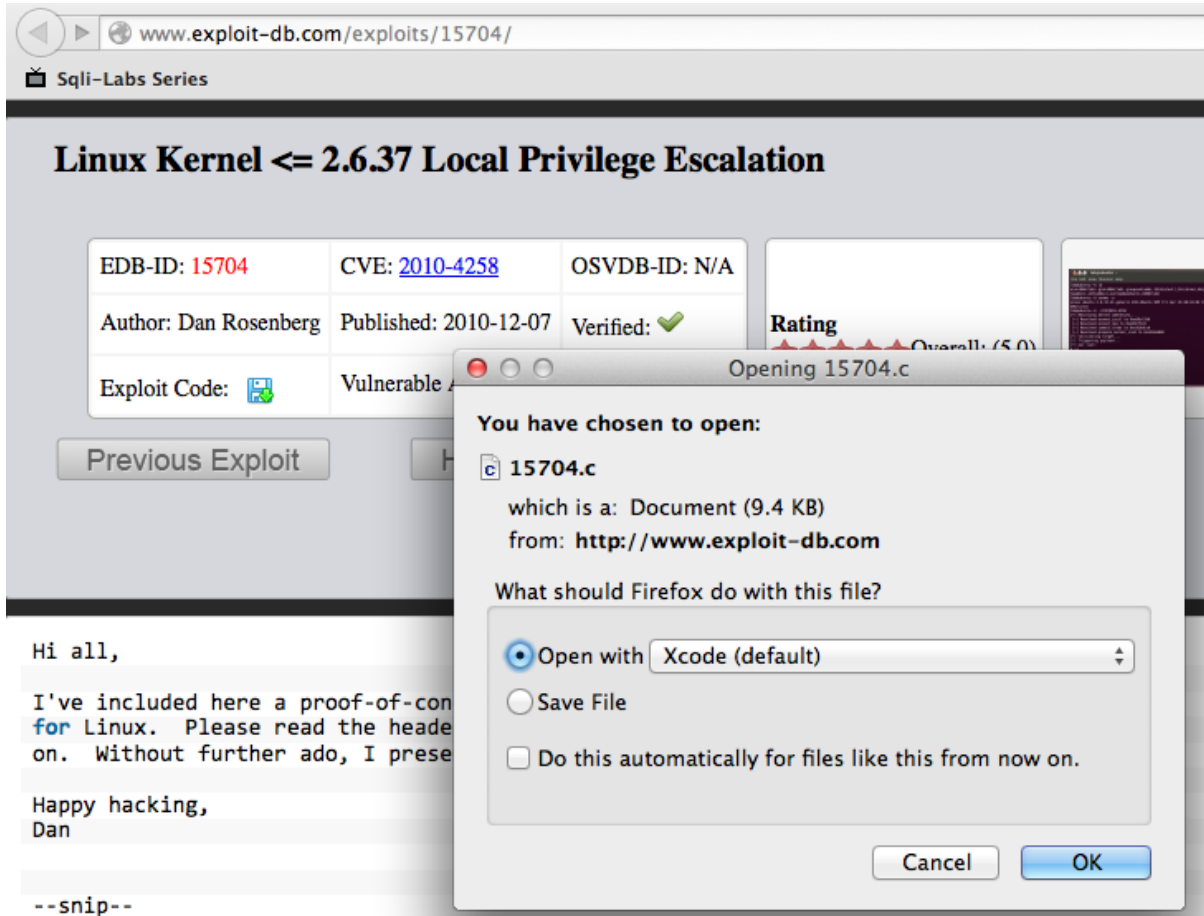 www.exploit-db.com/exploits/15704/
Sqli-Labs Series
Linux Kernel <= 2.6.37 Local Privilege Escalation
EDB-ID: 15704 CVE: 2010-4258 OSVDB-ID: N/A
Author: Dan Rosenberg Published: 2010-12-07 Verified:
Rating
Overall: (5.0)
Exploit Code: Vulnerable
Previous Exploit
Opening 15704.c
You have chosen to open:
c 15704.c
which is a: Document (9.4 KB)
from: http://www.exploit-db.com
What should Firefox do with this file?
Open with Xcode (default)
Save File
Do this automatically for files like this from now on.
Cancel OK
Hi all,
I've included here a proof-of-con
for Linux. Please read the heade
on. Without further ado, I prese
Happy hacking,
Dan
--snip--